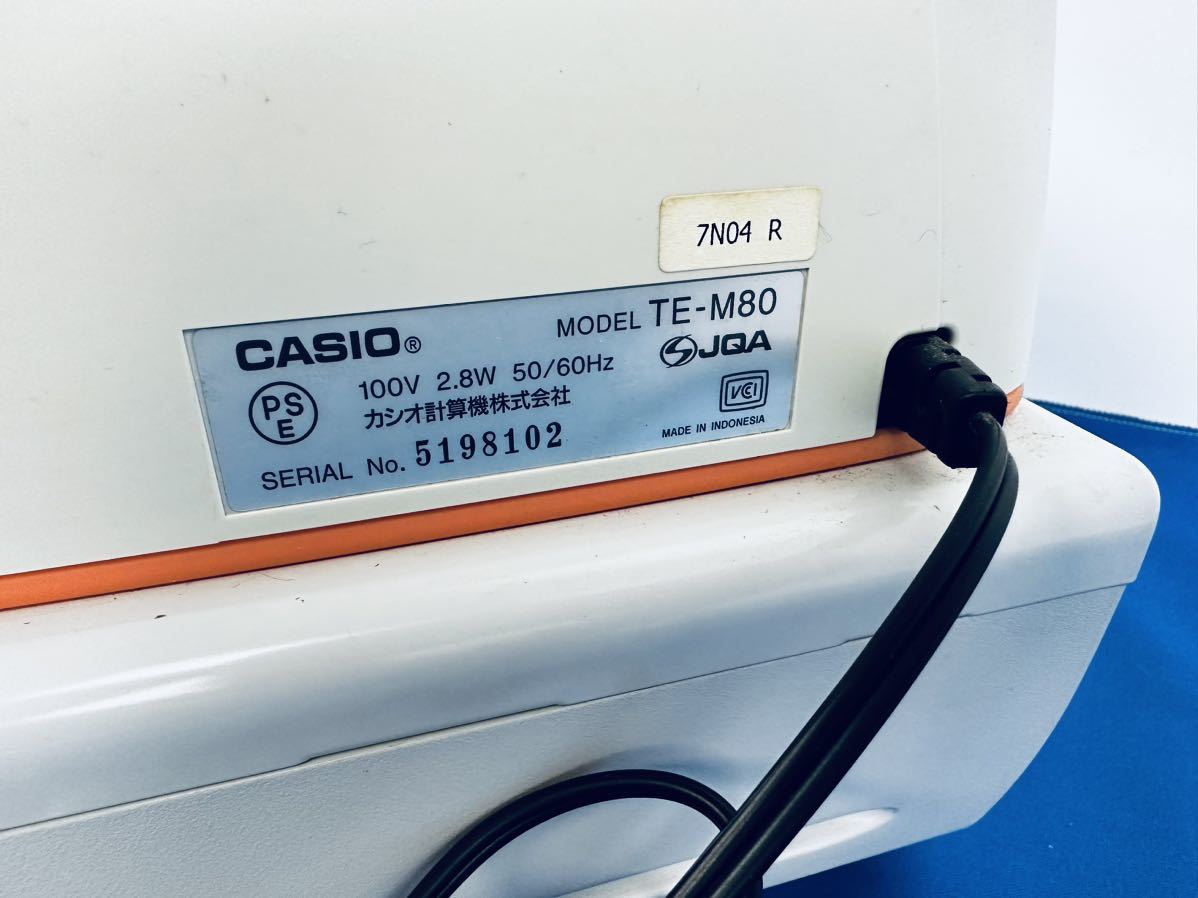 7N04 R
CASIO®
MODEL TE-M80
PSE
100V 2.8W 50/60Hz
JQA
カシオ計算機株式会社
VCI
SERIAL No. 5198102
MADE IN INDONESIA